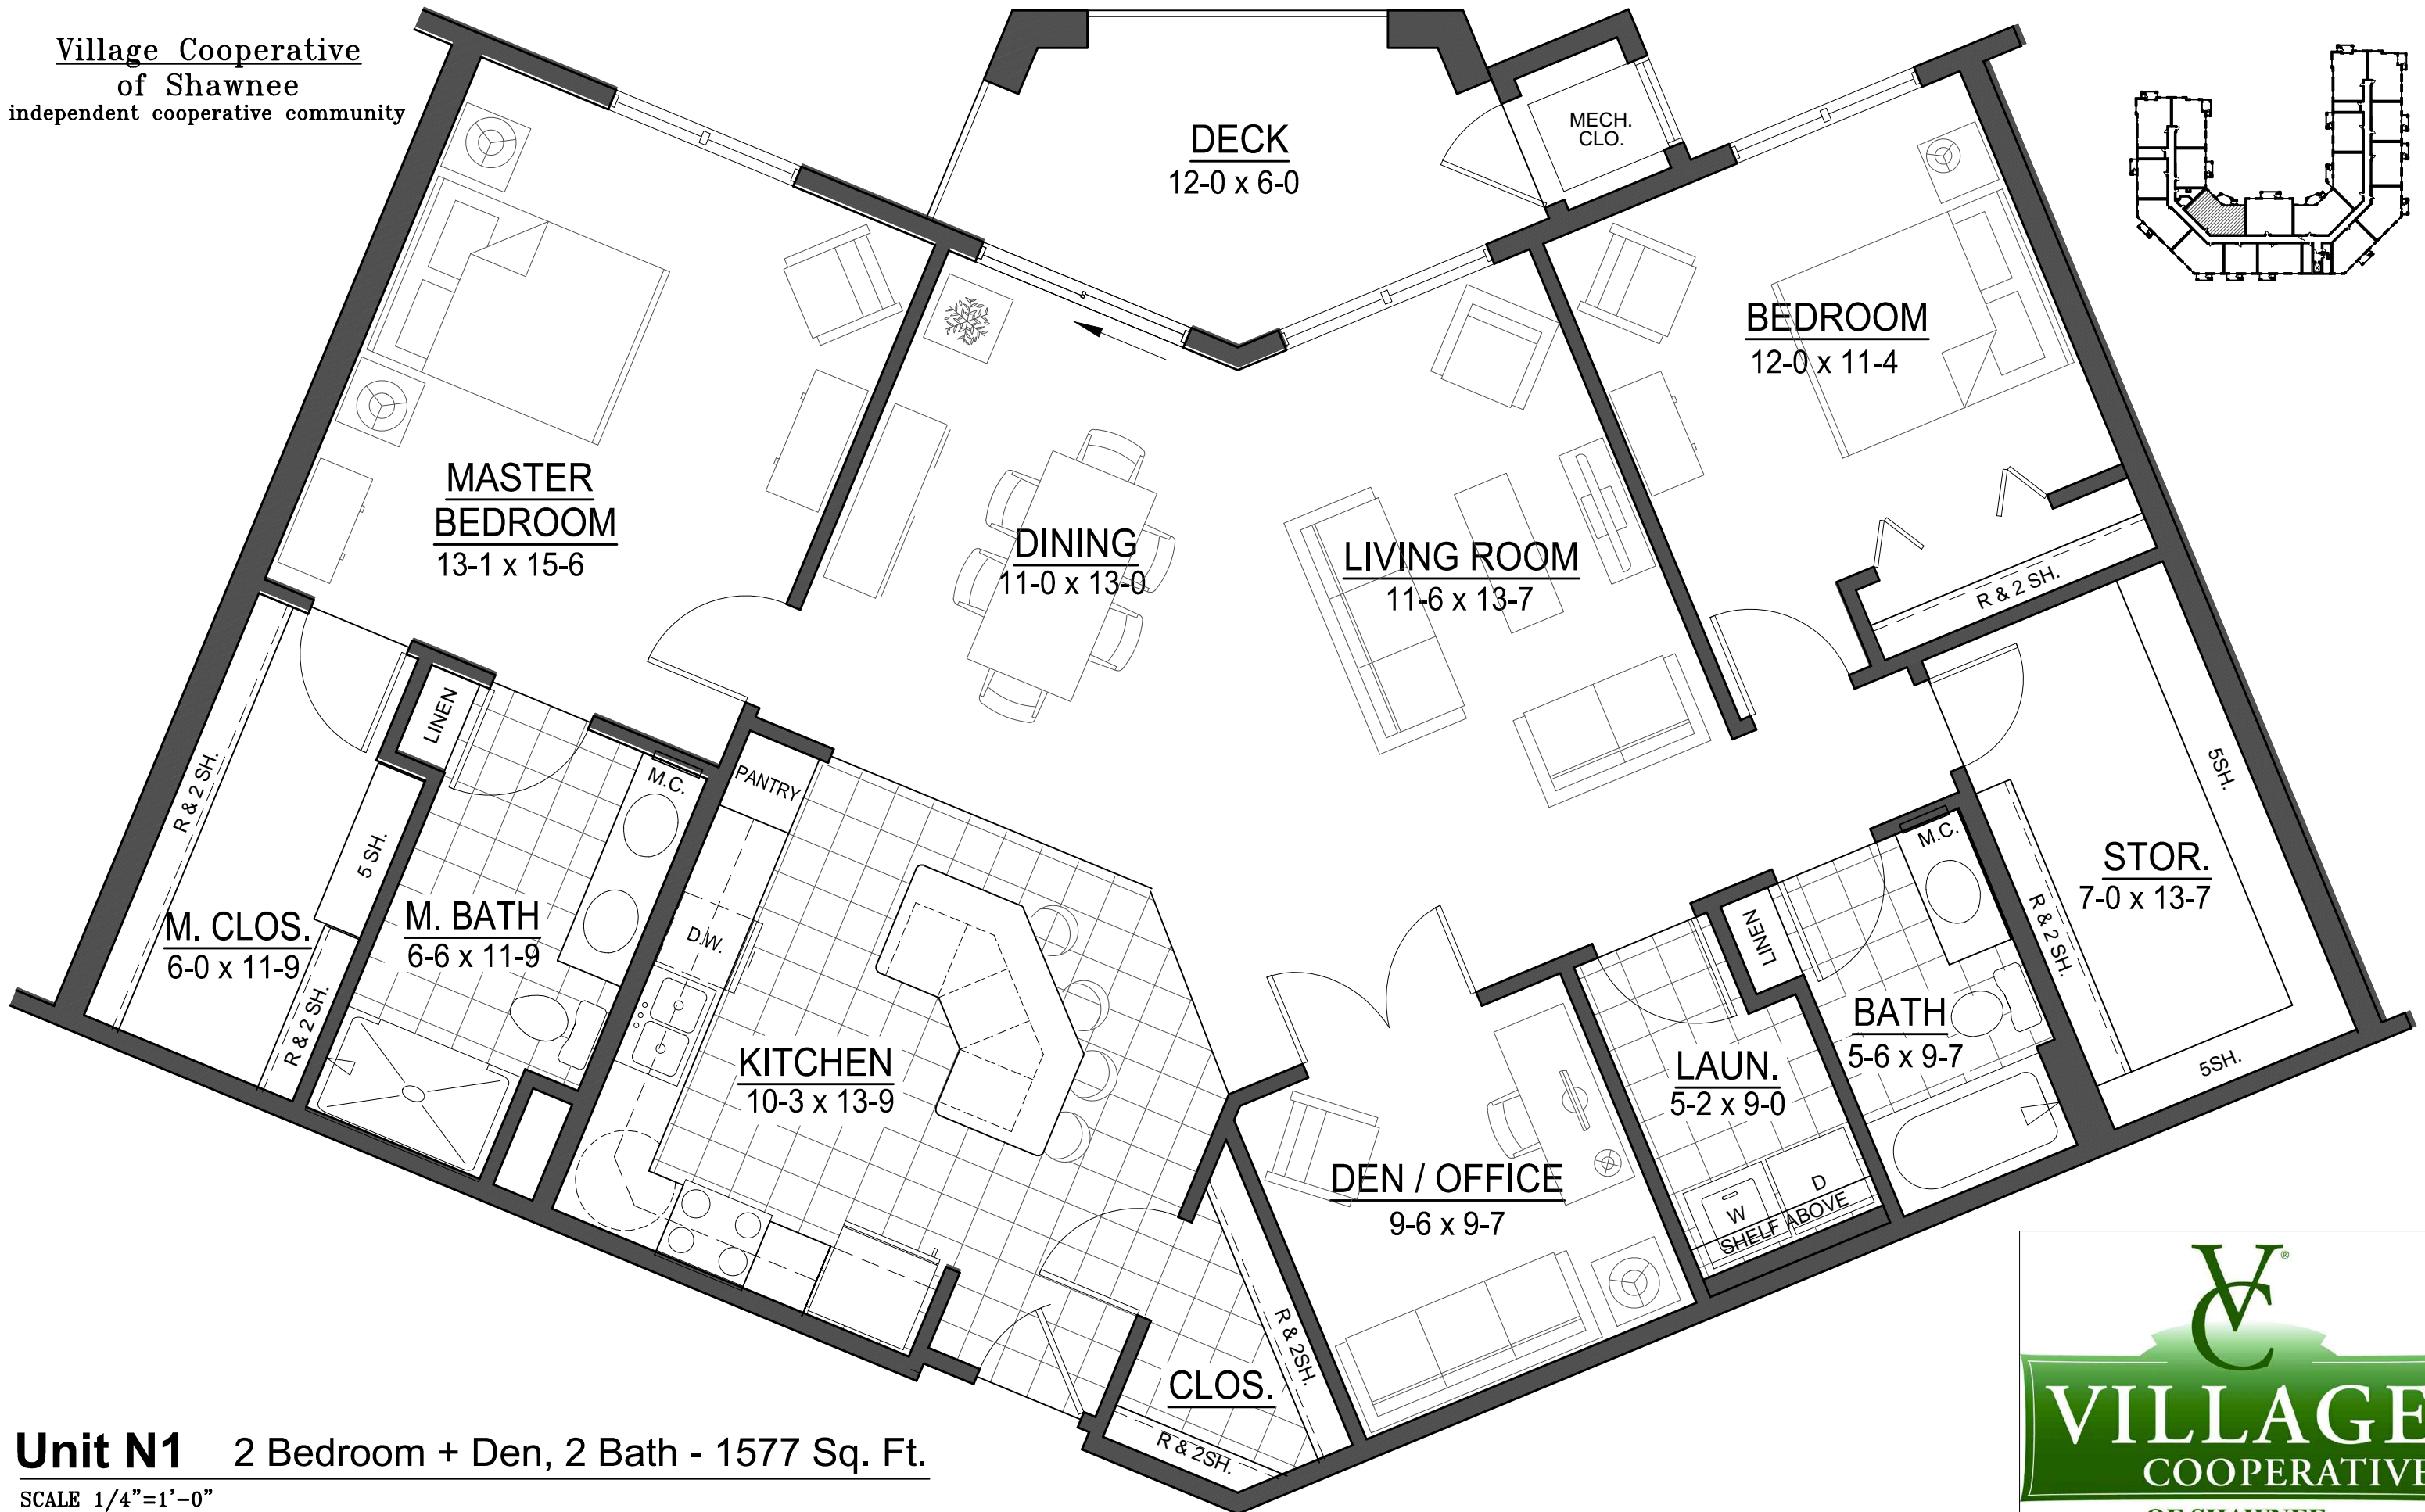 Village Cooperative
of Shawnee
independent cooperative community
DECK
12-0 x 6-0
MECH.
CLO.
BEDROOM
12-0 x 11-4
MASTER
BEDROOM
13-1 x 15-6
DINING
11-0 x 13-0
LIVING ROOM
11-6 x 13-7
R & 2 SH.
LINEN
R & 2 SH.
M.C.
PANTRY
5SH.
5 SH.
M.C.
STOR.
7-0 x 13-7
M. CLOS.
6-0 x 11-9
M. BATH
6-6 x 11-9
D.W.
LINEN
R & 2 SH.
R & 2 SH.
BATH
5-6 x 9-7
KITCHEN
10-3 x 13-9
LAUN.
5-2 x 9-0
5SH.
DEN / OFFICE
9-6 x 9-7
D
W
SHELF ABOVE
R & 2SH.
CLOS.
R & 2SH.
Unit N1 2 Bedroom + Den, 2 Bath - 1577 Sq. Ft.
SCALE 1/4"=1'-0"
VC®
VILLAGE
COOPERATIVE
OF SHAWNEE